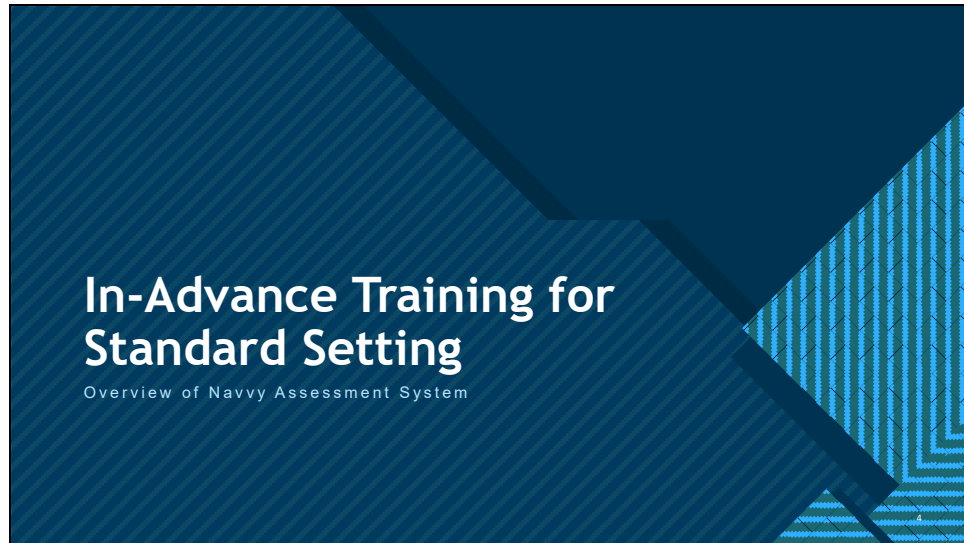 In-Advance Training for
Standard Setting
Overview of Navvy Assessment System
4